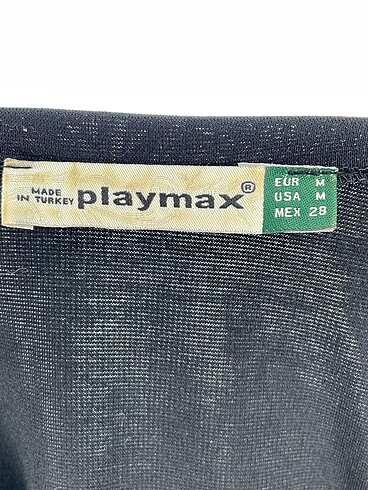 MADE
IN TURKEY
playmax®
EUR M
USA M
MEX 28